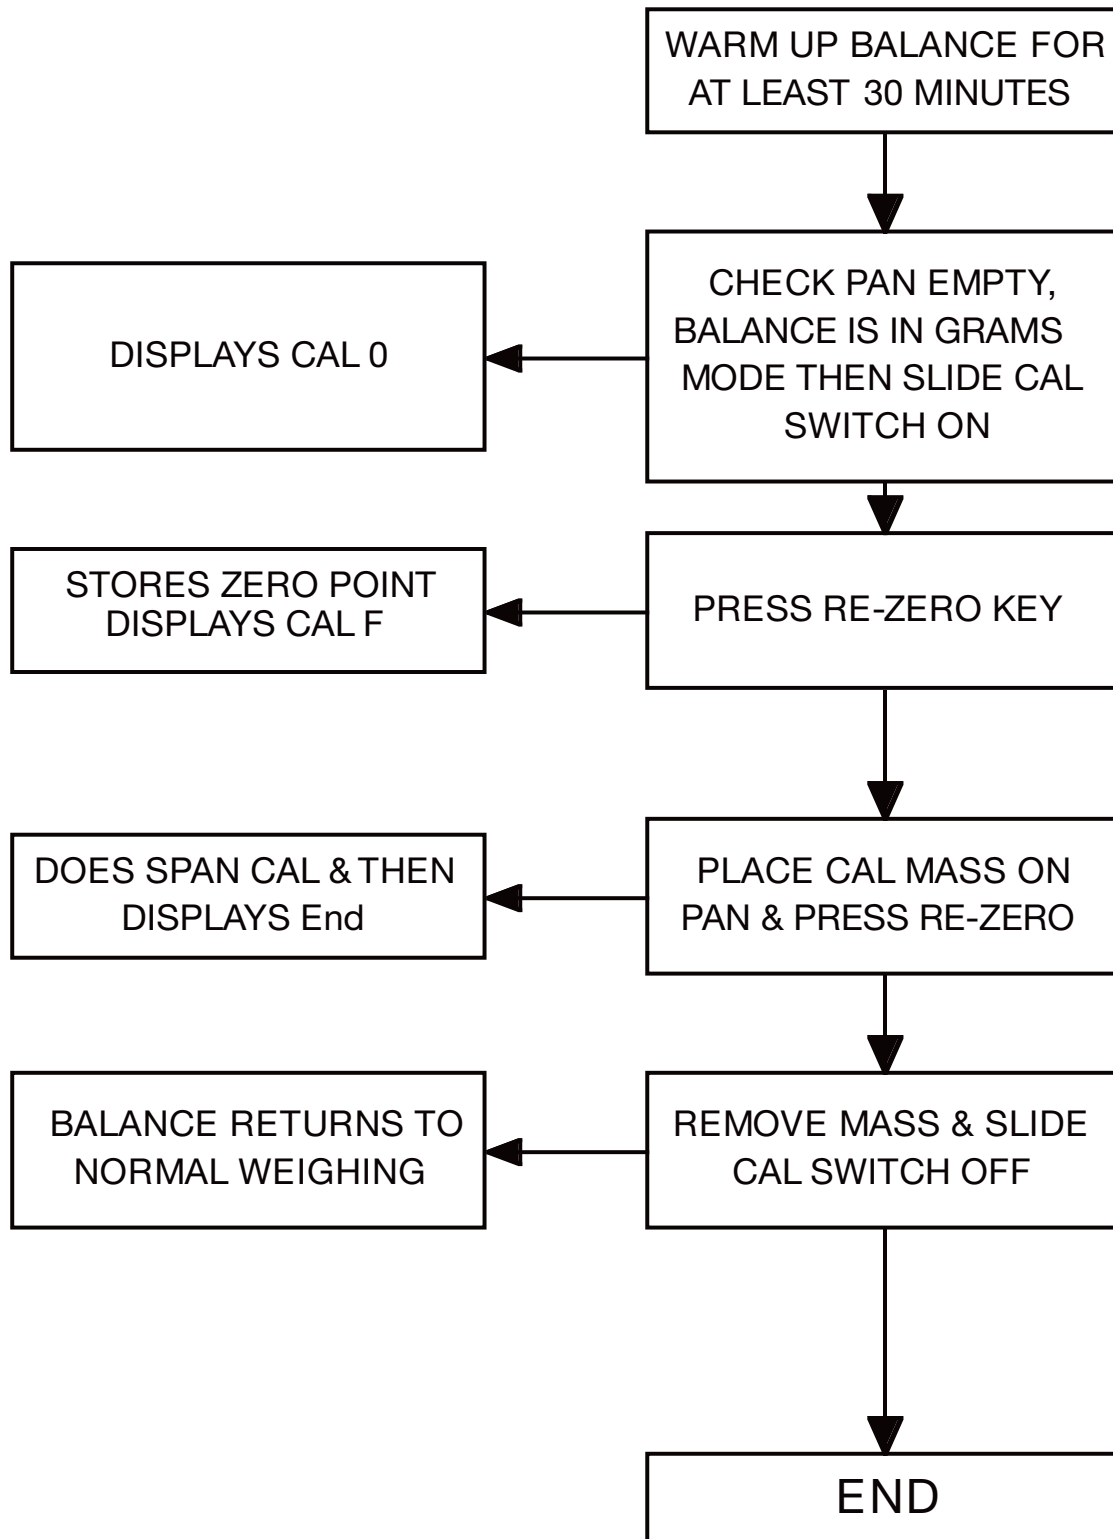 WARM UP BALANCE FOR
AT LEAST 30 MINUTES
CHECK PAN EMPTY,
BALANCE IS IN GRAMS
MODE THEN SLIDE CAL
SWITCH ON
DISPLAYS CAL 0
PRESS RE-ZERO KEY
STORES ZERO POINT
DISPLAYS CAL F
PLACE CAL MASS ON
PAN & PRESS RE-ZERO
DOES SPAN CAL & THEN
DISPLAYS End
REMOVE MASS & SLIDE
CAL SWITCH OFF
BALANCE RETURNS TO
NORMAL WEIGHING
END